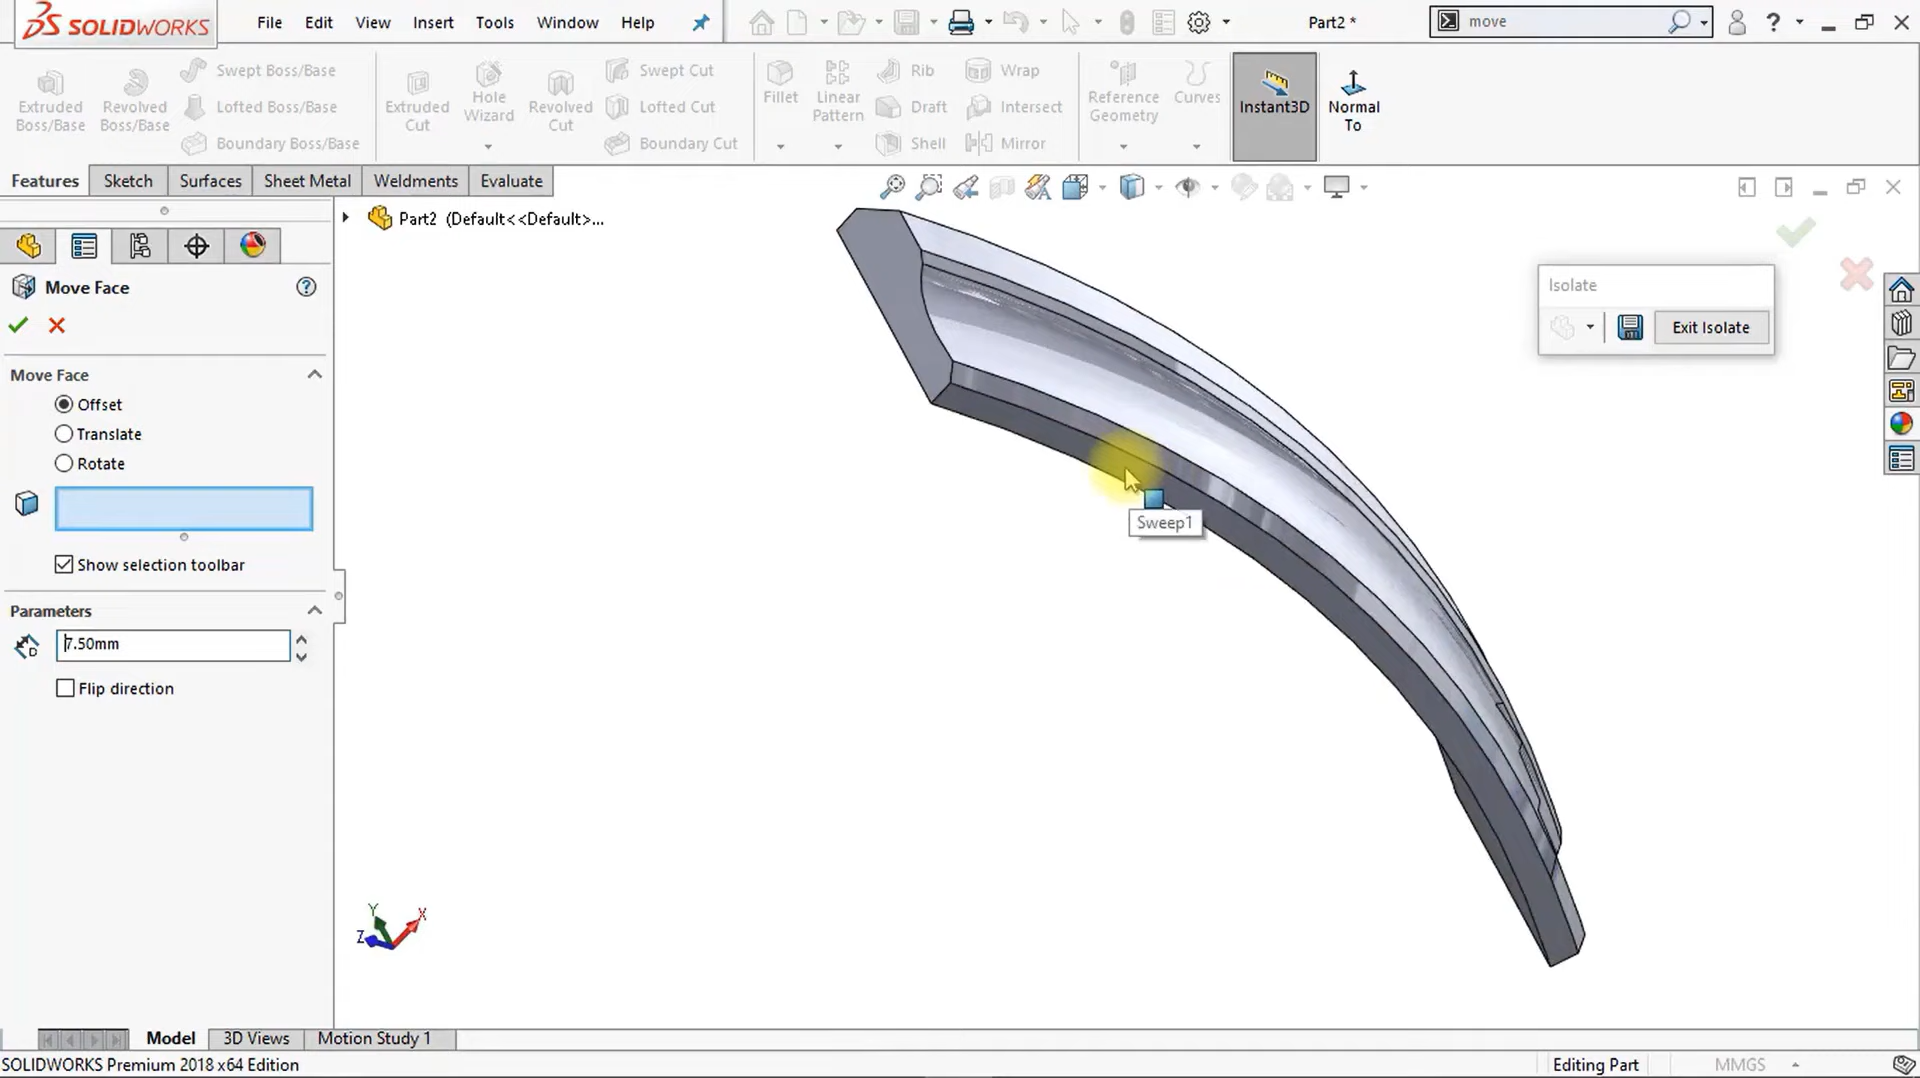 SOLIDWORKS File Edit View Insert Tools Window Help Part2 * move ?
Extruded Boss/Base
Revolved Boss/Base
Swept Boss/Base
Lofted Boss/Base
Boundary Boss/Base
Extruded Cut
Hole Wizard
Revolved Cut
Swept Cut
Lofted Cut
Boundary Cut
Fillet
Linear Pattern
Rib
Draft
Shell
Wrap
Intersect
Mirror
Reference Geometry
Curves
Instant3D
Normal To
Features Sketch Surfaces Sheet Metal Weldments Evaluate
Part2 (Default<<Default>...
Move Face ?
Move Face
Offset
Translate
Rotate
Show selection toolbar
Parameters
D 7.50mm
Flip direction
Isolate
Exit Isolate
Sweep1
Y
X
Z
Model 3D Views Motion Study 1
SOLIDWORKS Premium 2018 x64 Edition Editing Part MMGS